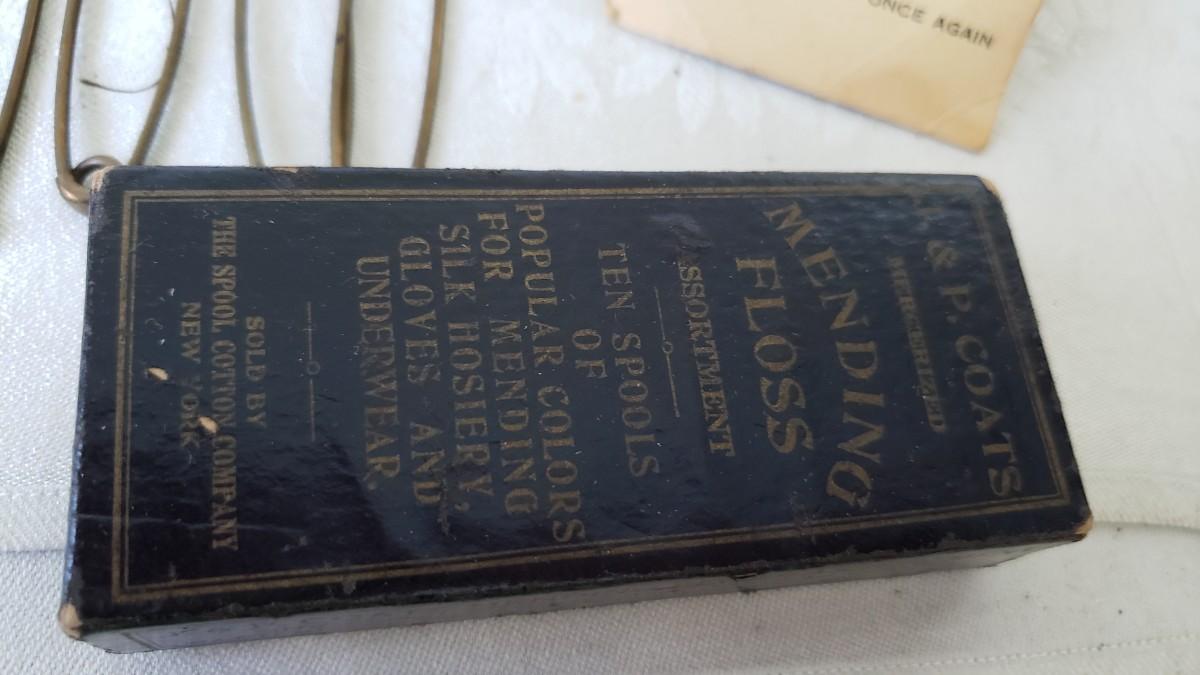 & P. COATS
MERCERIZED
MENDING
FLOSS
ASSORTMENT
TEN SPOOLS
OF
POPULAR COLORS
FOR MENDING
SILK HOSIERY,
GLOVES AND
UNDERWEAR
SOLD BY
THE SPOOL COTTON COMPANY
NEW YORK
ONCE AGAIN